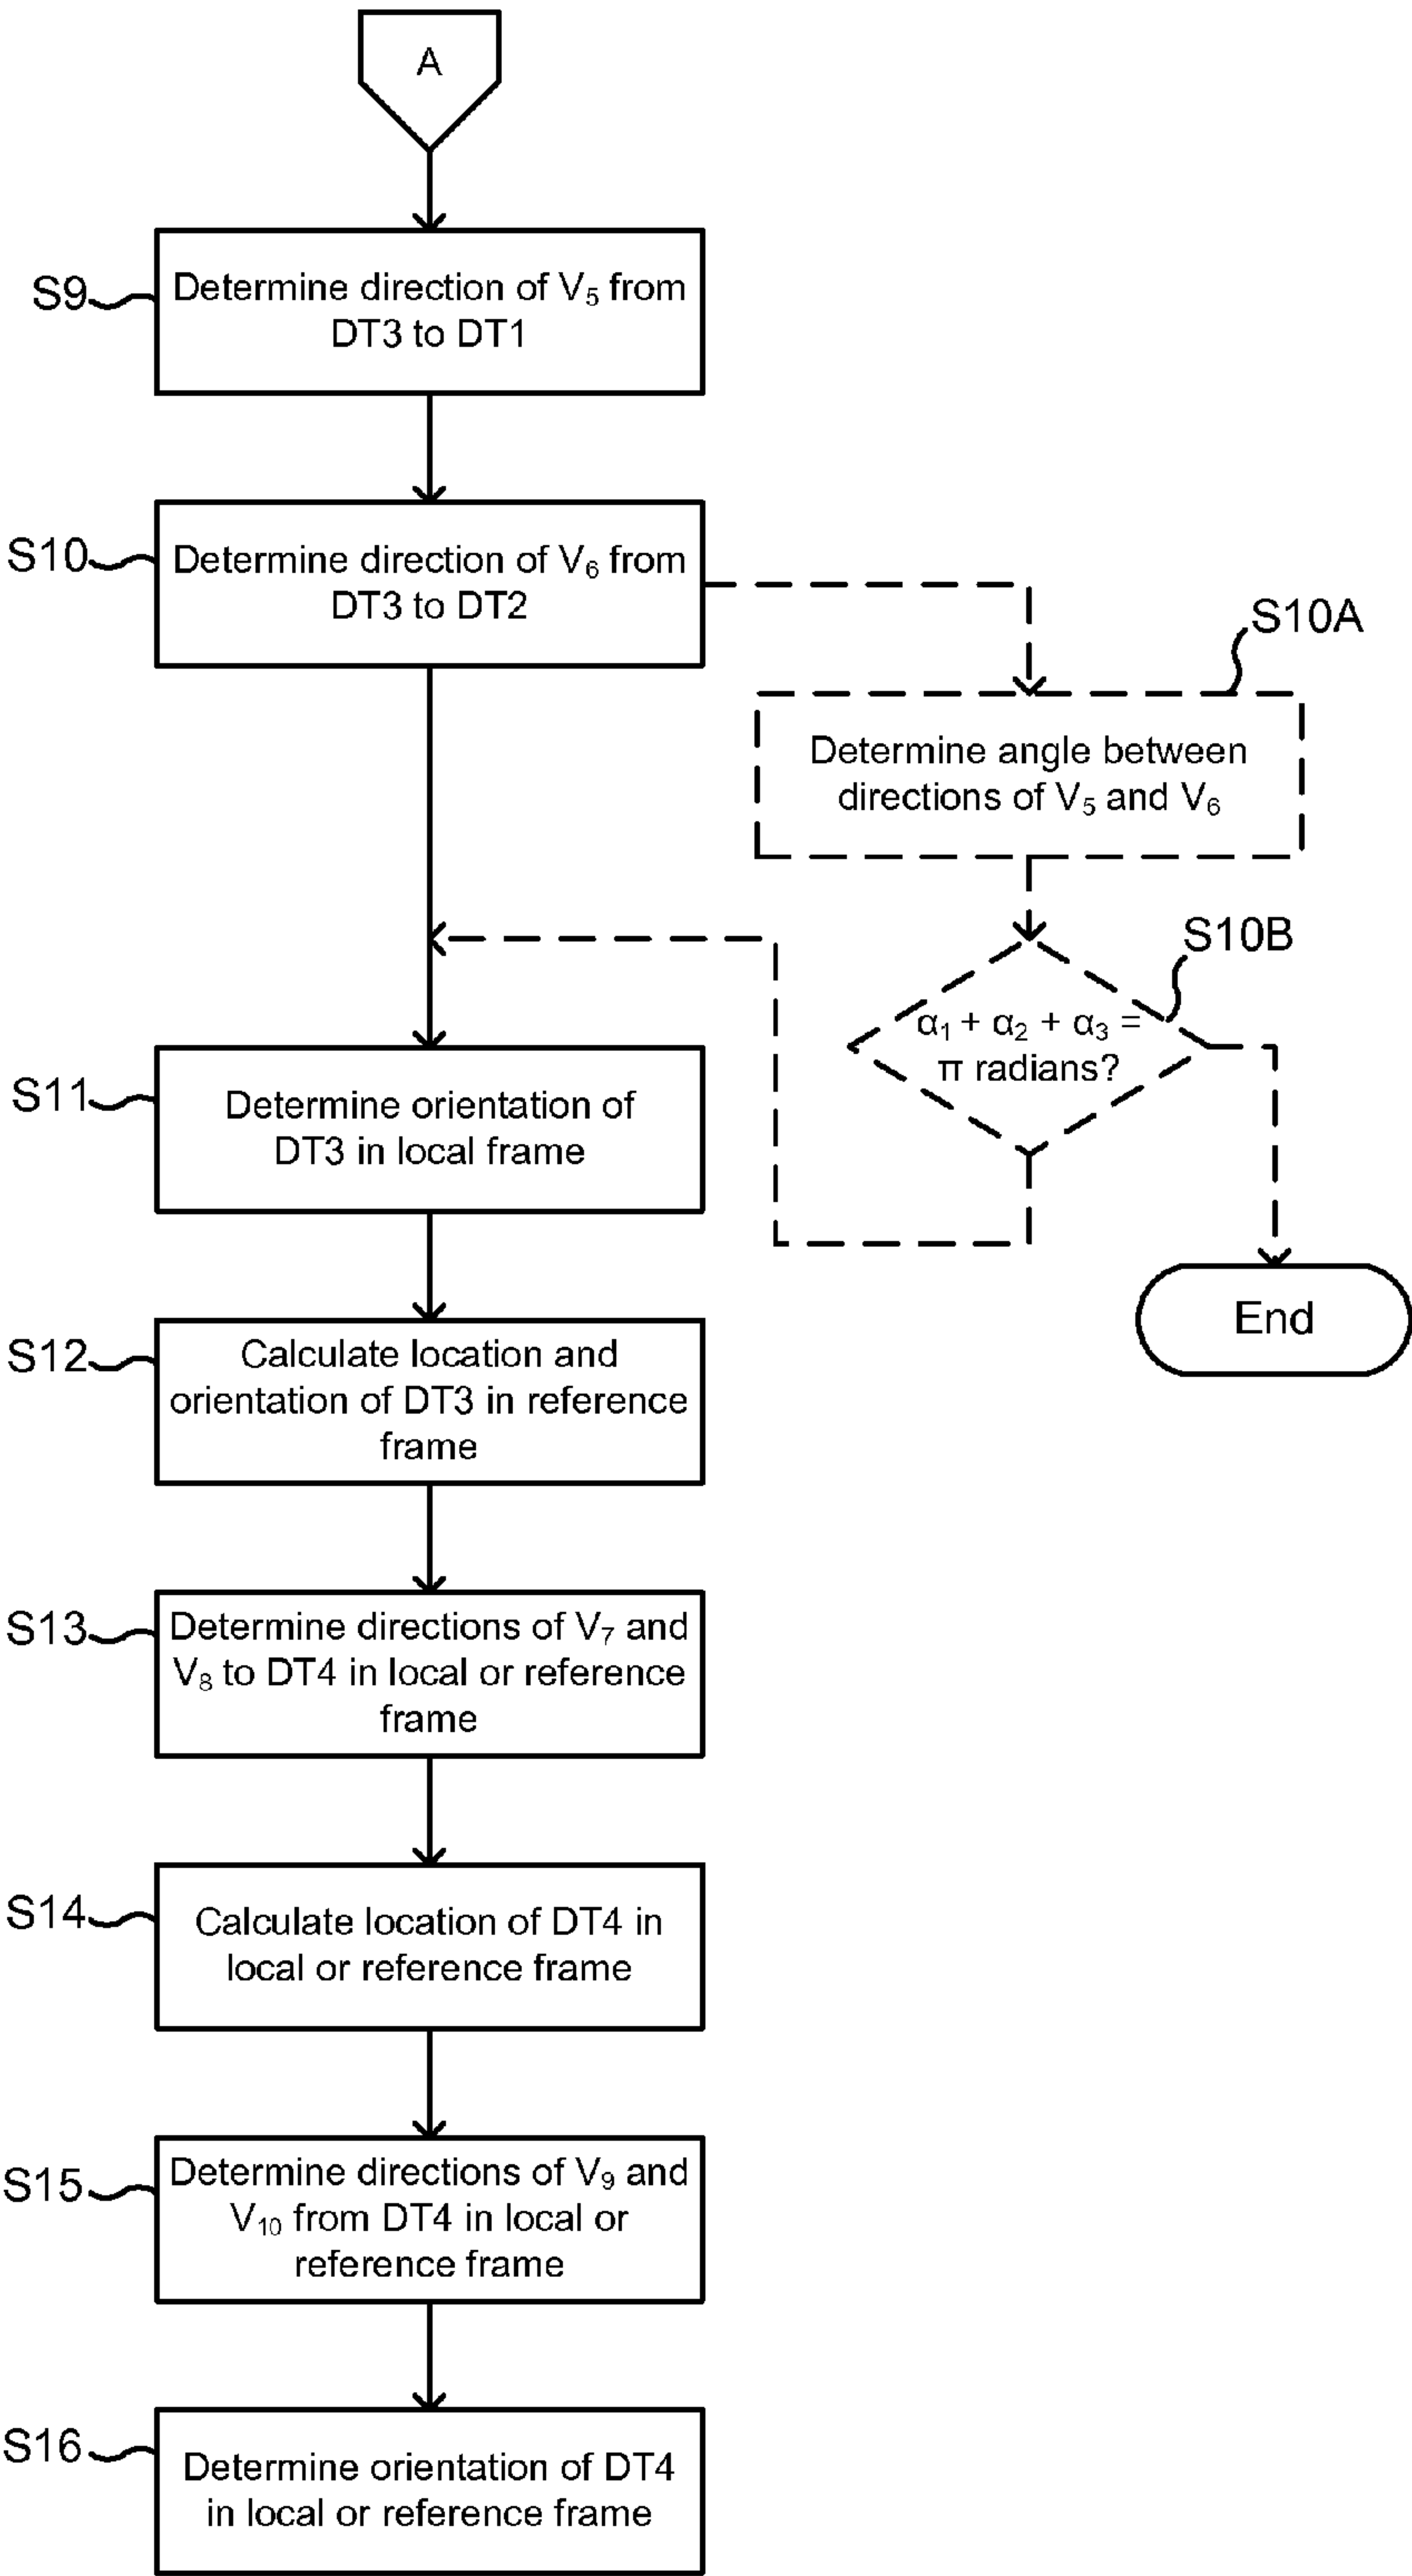 A
S9
Determine direction of V₅ from
DT3 to DT1
S10
Determine direction of V₆ from
DT3 to DT2
S10A
Determine angle between
directions of V₅ and V₆
S10B
α₁ + α₂ + α₃ =
π radians?
End
S11
Determine orientation of
DT3 in local frame
S12
Calculate location and
orientation of DT3 in reference
frame
S13
Determine directions of V₇ and
V₈ to DT4 in local or reference
frame
S14
Calculate location of DT4 in
local or reference frame
S15
Determine directions of V₉ and
V₁₀ from DT4 in local or
reference frame
S16
Determine orientation of DT4
in local or reference frame